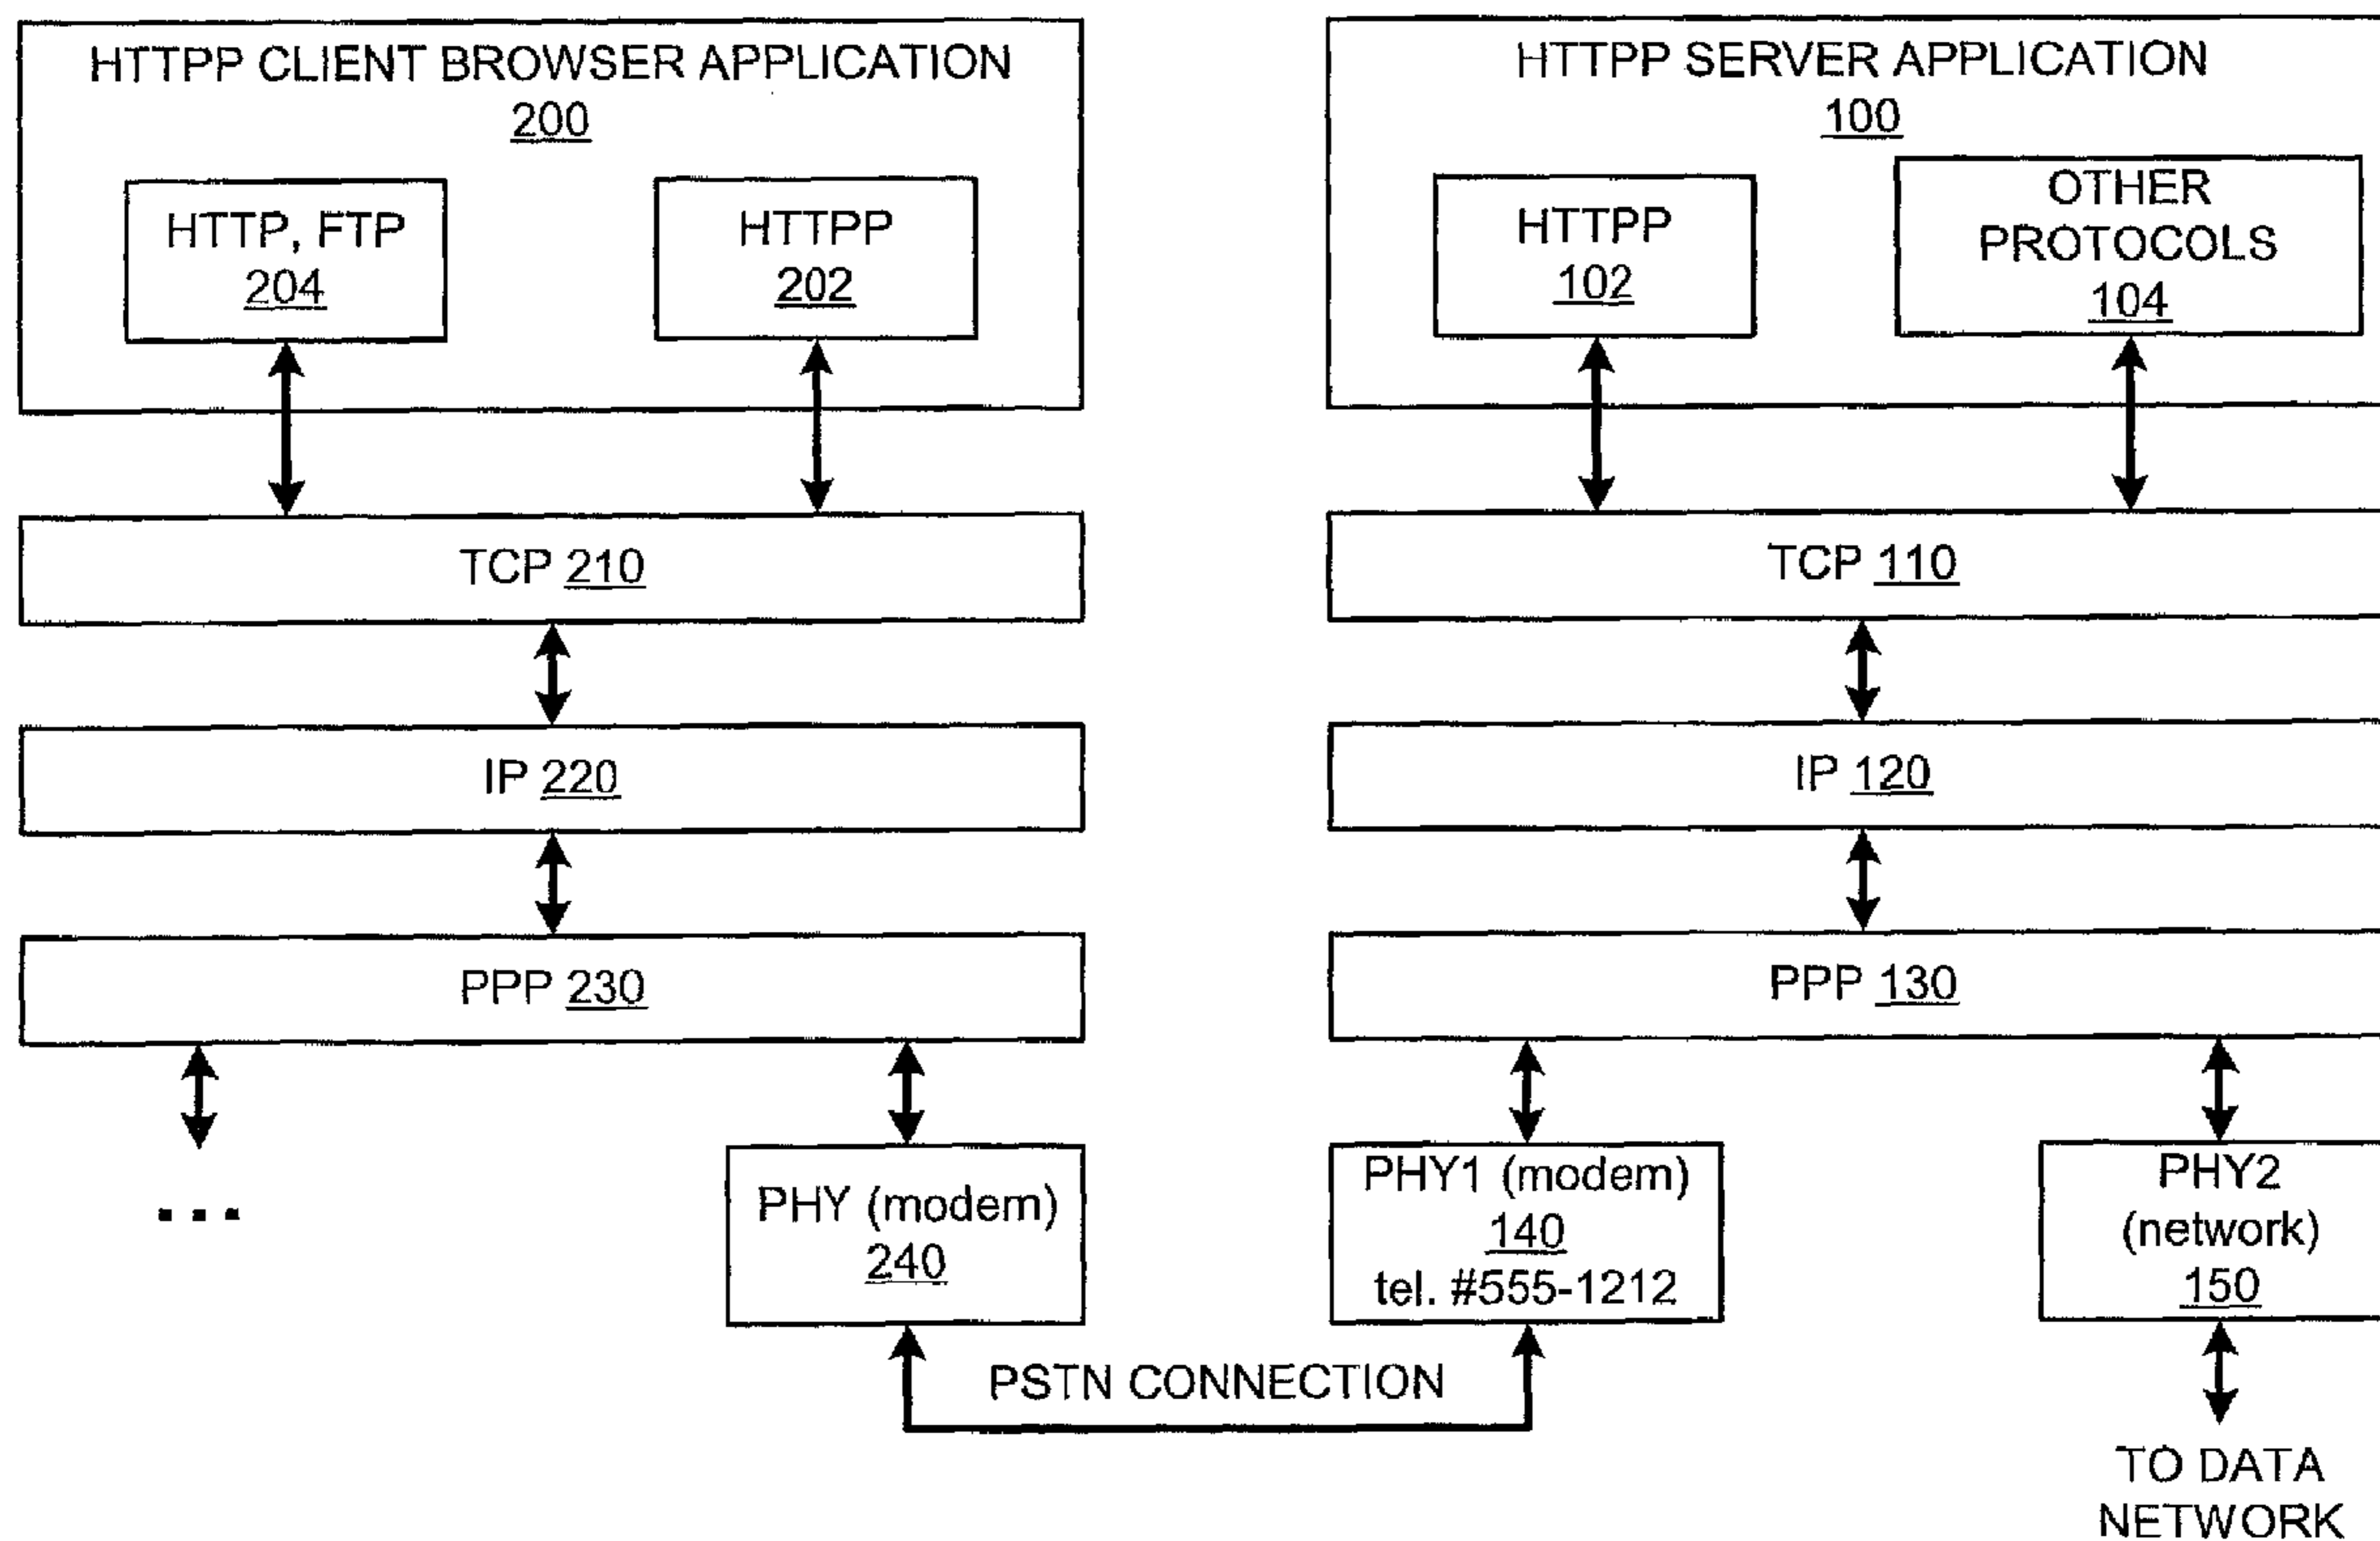 HTTPP CLIENT BROWSER APPLICATION
200
HTTP, FTP
204
HTTPP
202
TCP 210
IP 220
PPP 230
...
PHY (modem)
240
HTTPP SERVER APPLICATION
100
HTTPP
102
OTHER
PROTOCOLS
104
TCP 110
IP 120
PPP 130
PHY1 (modem)
140
tel. #555-1212
PHY2
(network)
150
PSTN CONNECTION
TO DATA
NETWORK